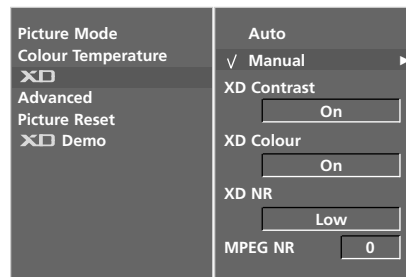 Picture Mode
Colour Temperature
XD
Advanced
Picture Reset
XD Demo
Auto
√ Manual
XD Contrast
On
XD Colour
On
XD NR
Low
MPEG NR 0